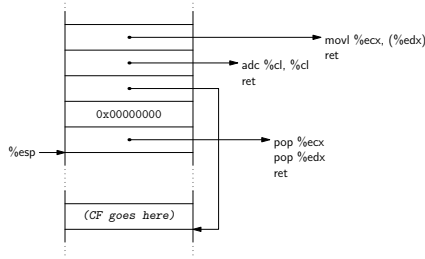 movl %ecx, (%edx)
ret
adc %cl, %cl
ret
0x00000000
pop %ecx
pop %edx
ret
%esp
(CF goes here)